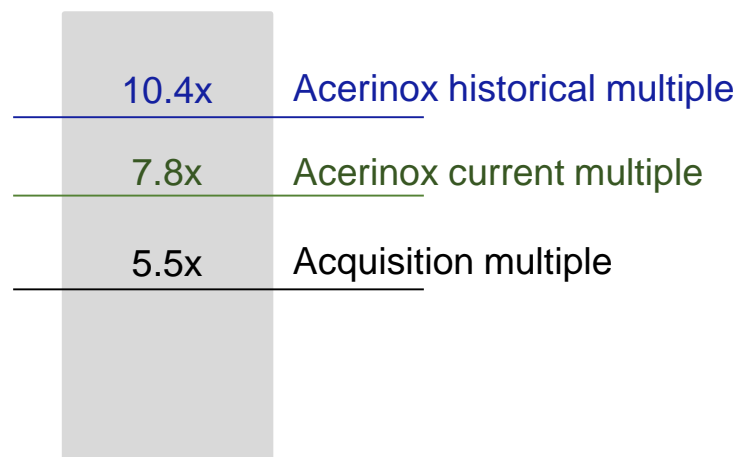 10.4x Acerinox historical multiple
7.8x Acerinox current multiple
5.5x Acquisition multiple